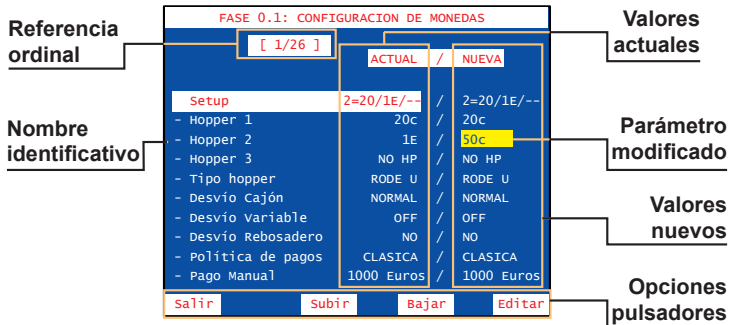 FASE 0.1: CONFIGURACION DE MONEDAS
Referencia ordinal
[ 1/26 ]
Valores actuales
ACTUAL / NUEVA
Setup 2=20/1E/-- / 2=20/1E/--
- Hopper 1 20c / 20c
Nombre identificativo
- Hopper 2 1E / 50c
Parámetro modificado
- Hopper 3 NO HP / NO HP
- Tipo hopper RODE U / RODE U
- Desvío Cajón NORMAL / NORMAL
- Desvío Variable OFF / OFF
Valores nuevos
- Desvío Rebosadero NO / NO
- Política de pagos CLASICA / CLASICA
- Pago Manual 1000 Euros / 1000 Euros
Salir Subir Bajar Editar
Opciones pulsadores